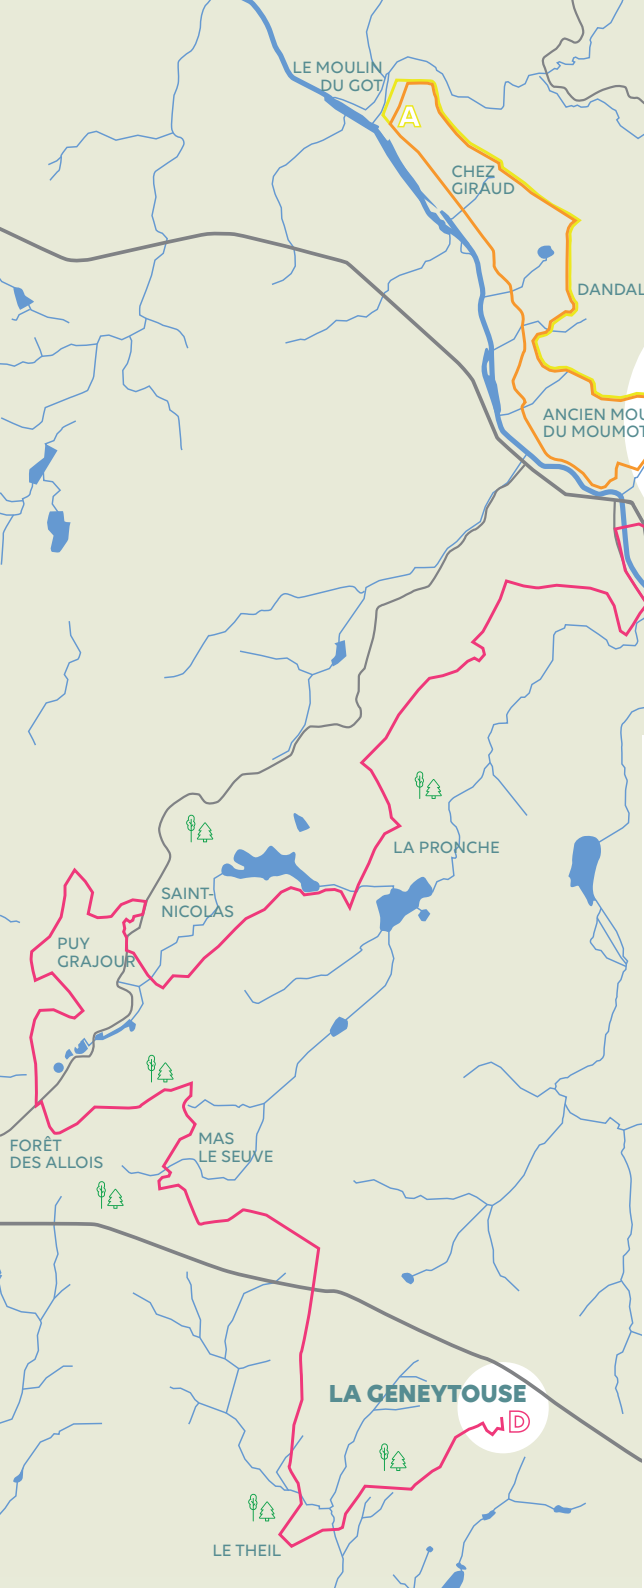 LE MOULIN
DU GOT
A
CHEZ
GIRAUD
DANDAL
ANCIEN MOU
DU MOUMOT
LA PRONCHE
SAINT-
NICOLAS
PUY
GRAJOUR
FORÊT
DES ALLOIS
MAS
LE SEUVE
LA GENEYTOUSE
D
LE THEIL